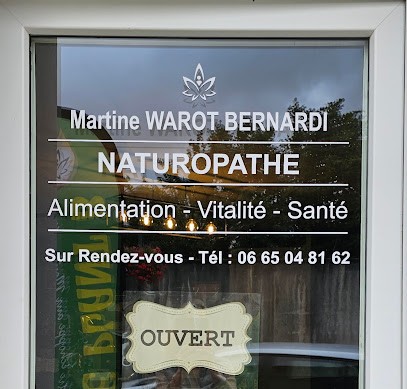 Martine WAROT BERNARDI
NATUROPATHE
Alimentation - Vitalité - Santé
Sur Rendez-vous - Tél : 06 65 04 81 62
OUVERT